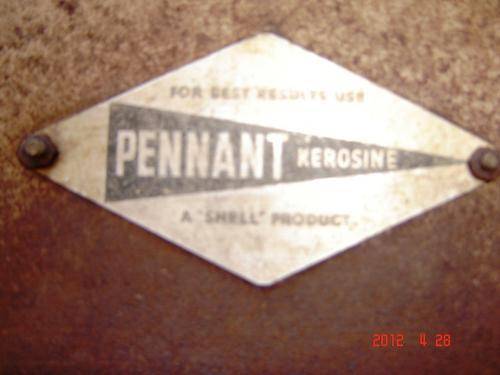 FOR BEST RESULTS USE
PENNANT KEROSINE
A "SHELL" PRODUCT
2012 4 28